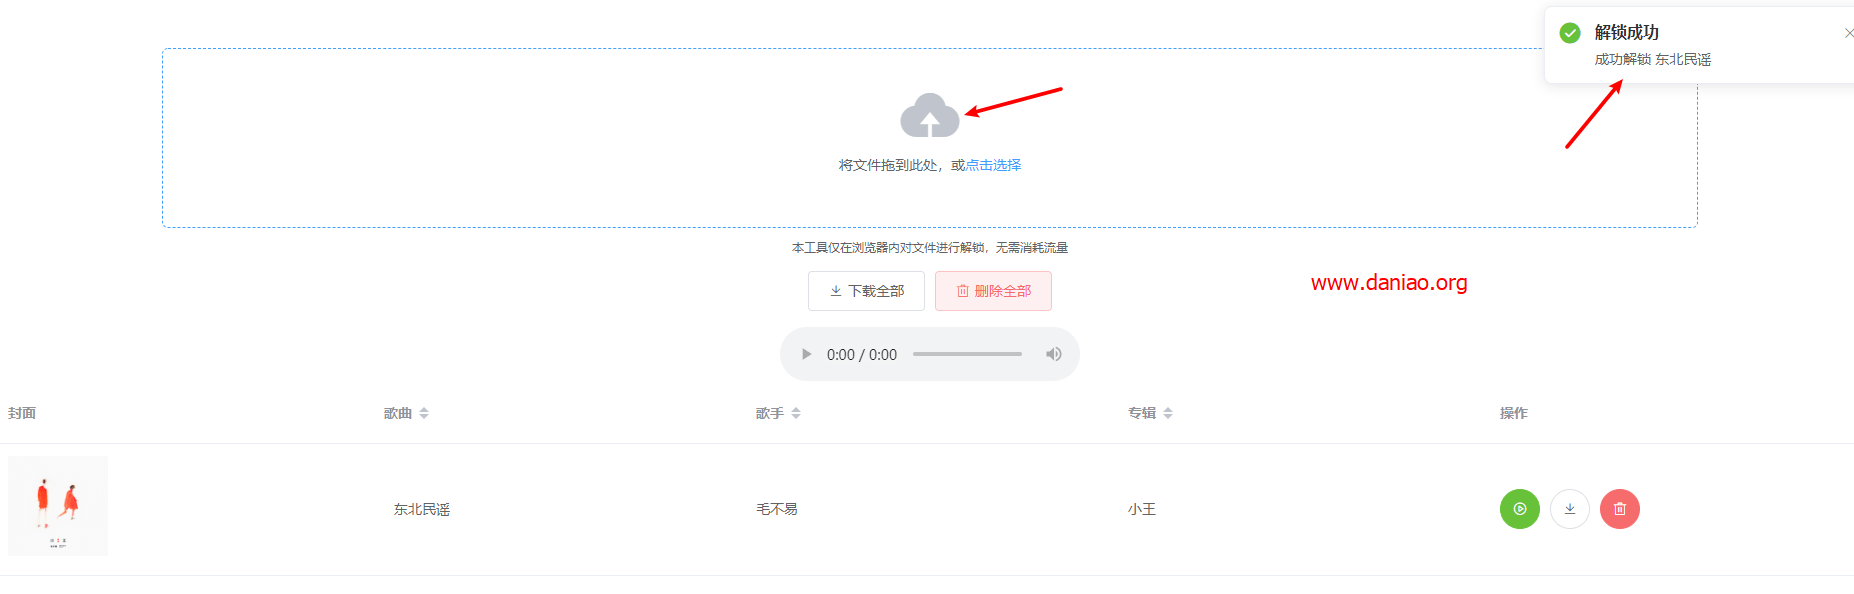 解锁成功
成功解锁 东北民谣
将文件拖到此处，或点击选择
本工具仅在浏览器内对文件进行解锁，无需消耗流量
下载全部 删除全部
www.daniao.org
0:00 / 0:00
封面 歌曲 歌手 专辑 操作
东北民谣 毛不易 小王